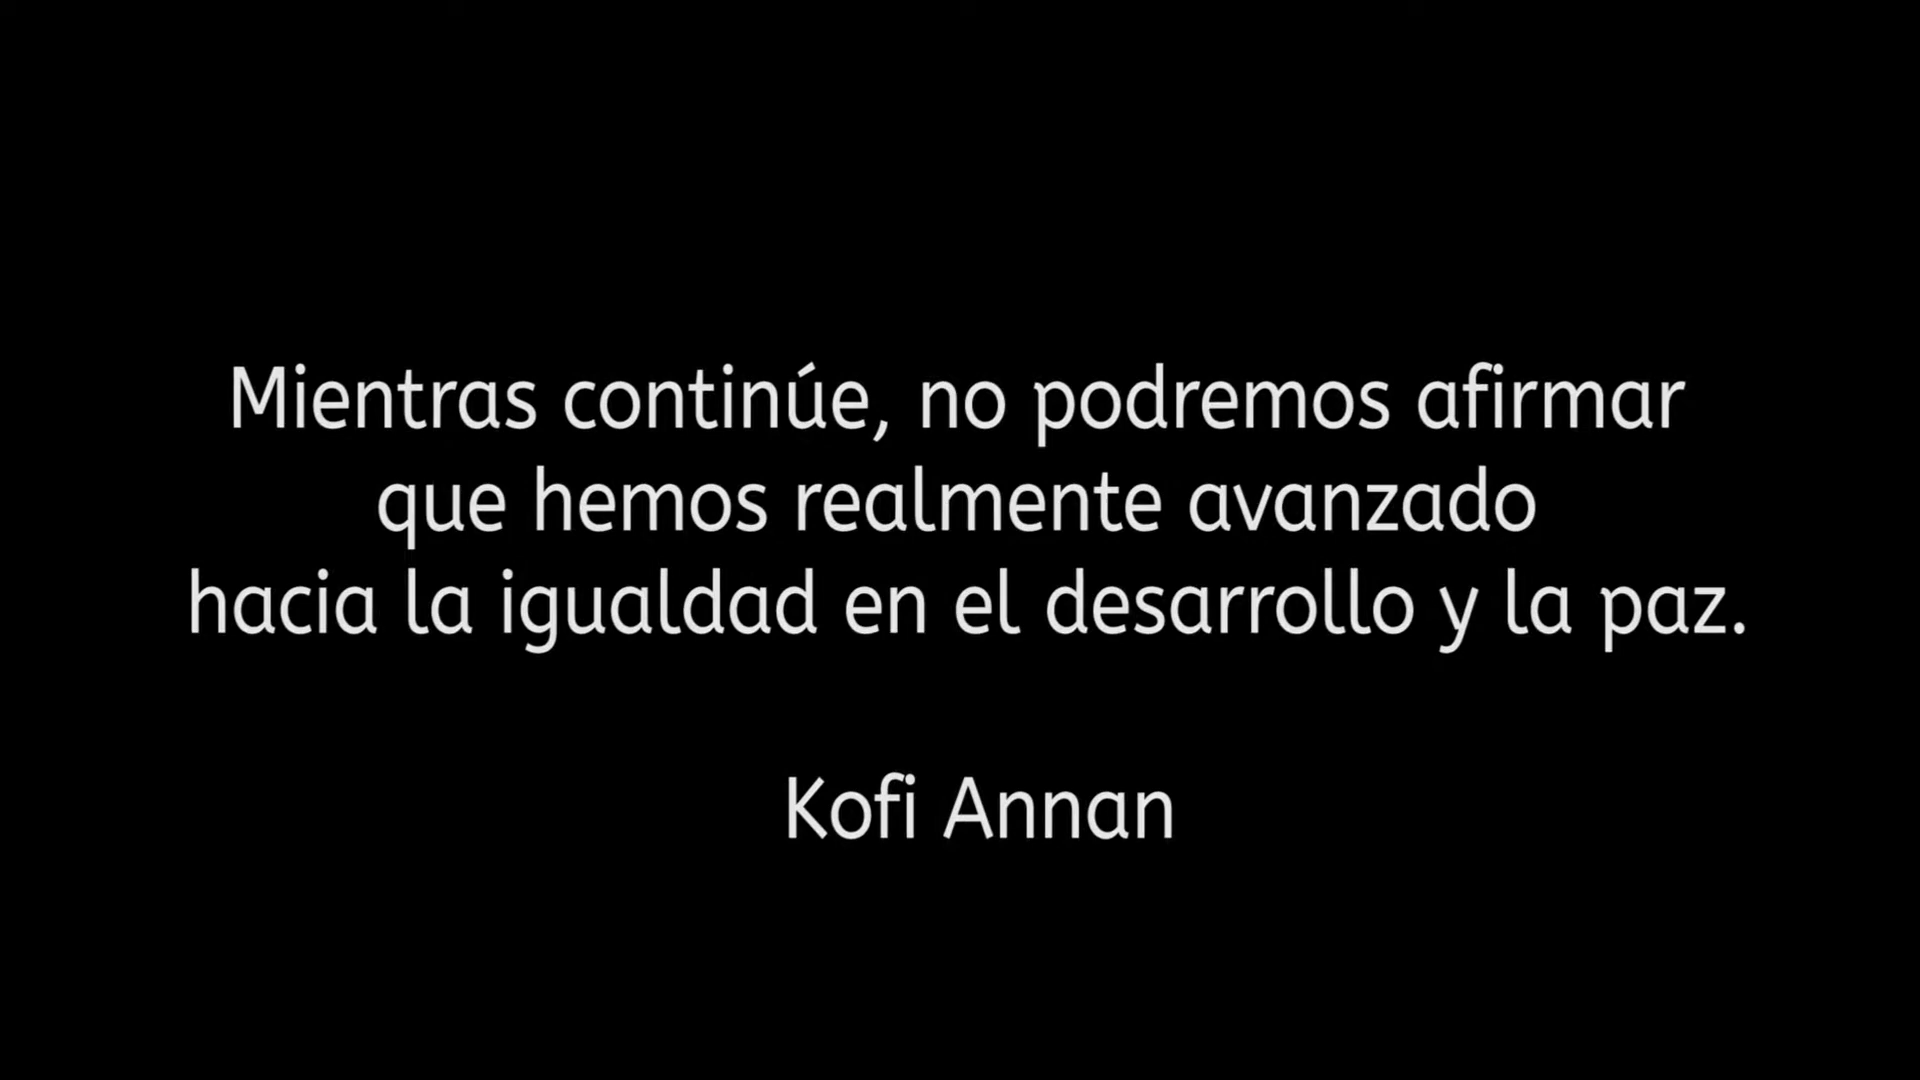 Mientras continúe, no podremos afirmar
que hemos realmente avanzado
hacia la igualdad en el desarrollo y la paz.
Kofi Annan